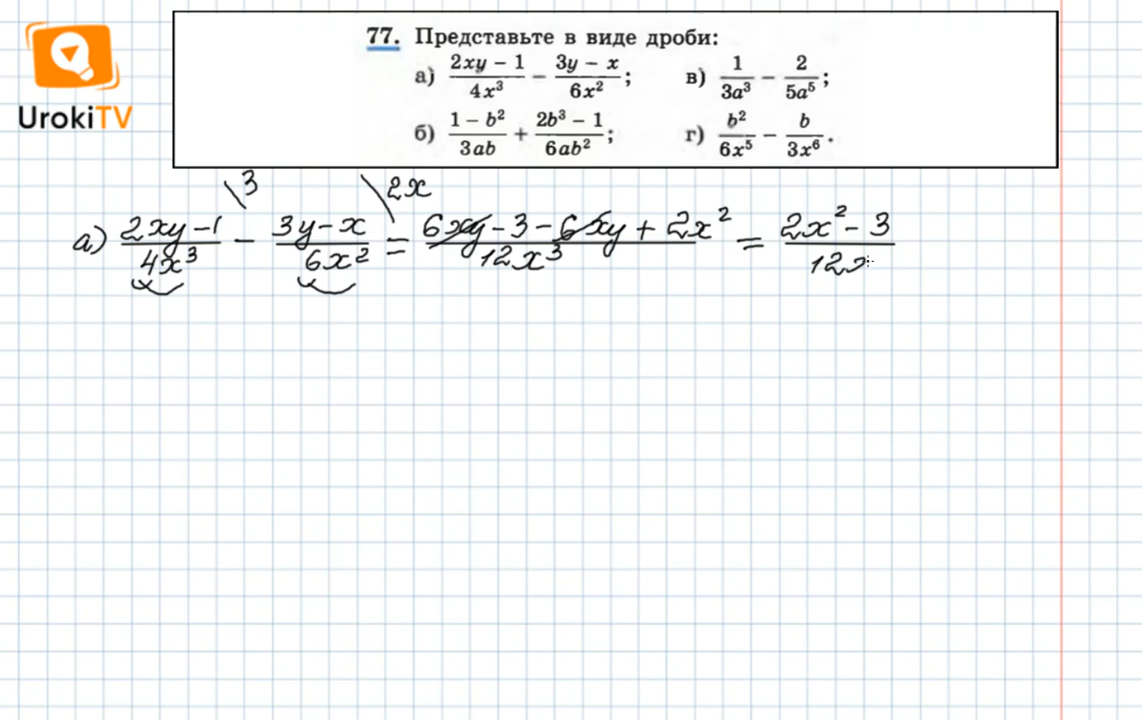 UrokiTV
77. Представьте в виде дроби:
а) (2xy − 1)/(4x³) − (3y − x)/(6x²); в) 1/(3a³) − 2/(5a⁵);
б) (1 − b²)/(3ab) + (2b³ − 1)/(6ab²); г) b²/(6x⁵) − b/(3x⁶).
\3 \2x
а) (2xy−1)/(4x³) − (3y−x)/(6x²) = (6xy−3−6xy+2x²)/(12x³) = (2x²−3)/(12x